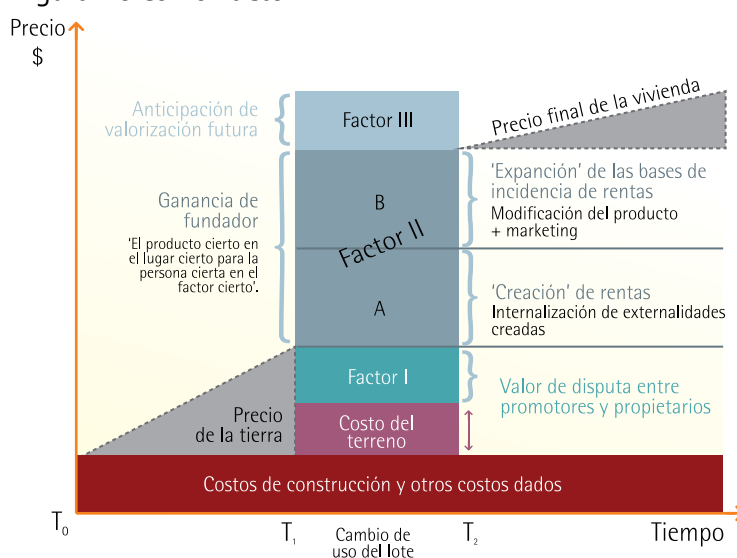 Precio
$
Anticipación de
valorización futura
Factor III
Precio final de la vivienda
Ganancia de
fundador
'El producto cierto en
el lugar cierto para la
persona cierta en el
factor cierto'.
B
Factor II
A
'Expansión' de las bases de
incidencia de rentas
Modificación del producto
+ marketing
'Creación' de rentas
Internalización de externalidades
creadas
Factor I
Valor de disputa entre
promotores y propietarios
Precio
de la tierra
Costo del
terreno
Costos de construcción y otros costos dados
T0
T1
Cambio de
uso del lote
T2
Tiempo